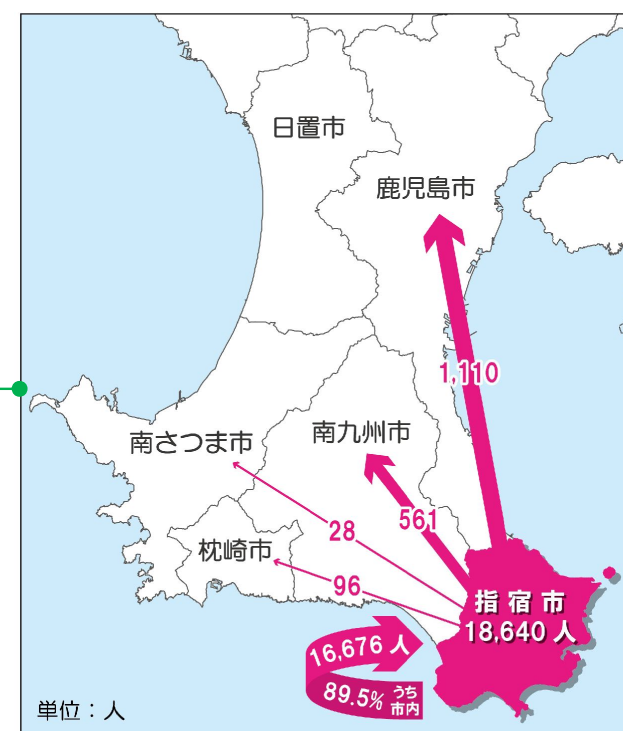 日置市
鹿児島市
1,110
南さつま市
南九州市
561
28
枕崎市
96
指宿市
18,640人
16,676人
89.5% うち市内
単位：人